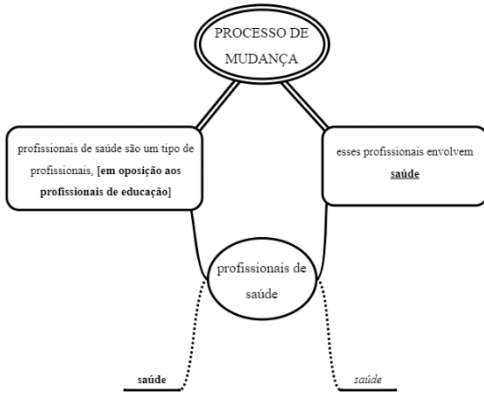 PROCESSO DE
MUDANÇA
profissionais de saúde são um tipo de
profissionais, [em oposição aos
profissionais de educação]
esses profissionais envolvem
saúde
profissionais de
saúde
saúde
saúde